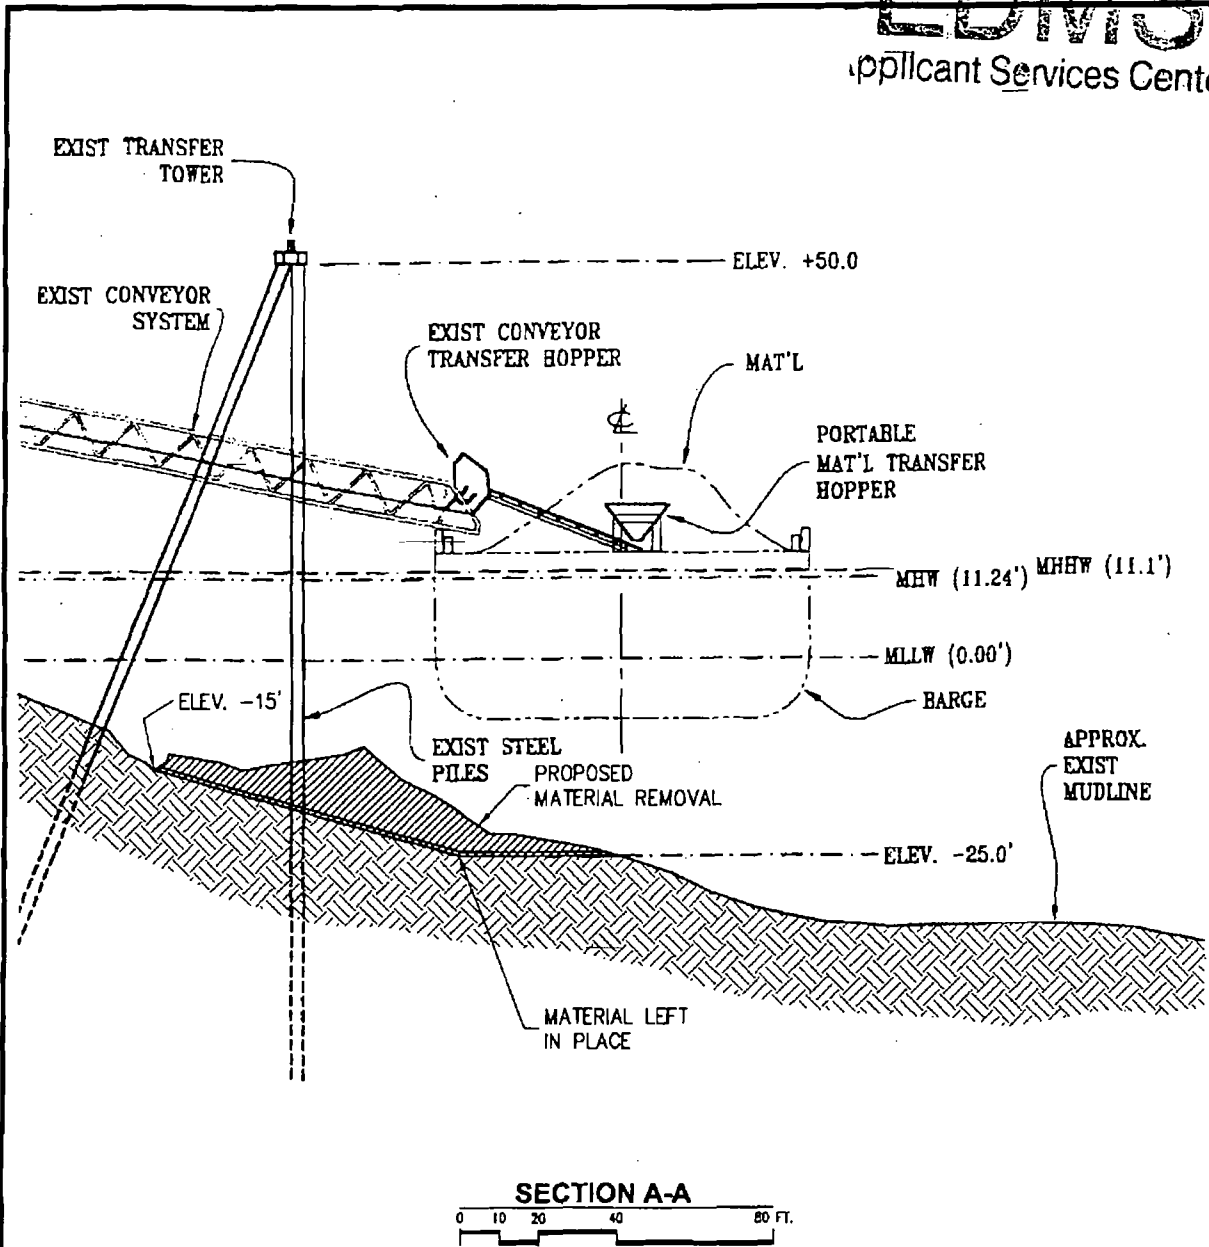 EDMS
Applicant Services Cente
EXIST TRANSFER
TOWER
ELEV. +50.0
EXIST CONVEYOR
SYSTEM
EXIST CONVEYOR
TRANSFER HOPPER
MAT'L
PORTABLE
MAT'L TRANSFER
HOPPER
MHW (11.24')
MHHW (11.1')
MLLW (0.00')
ELEV. -15'
BARGE
EXIST STEEL
PILES
PROPOSED
MATERIAL REMOVAL
APPROX.
EXIST
MUDLINE
ELEV. -25.0'
MATERIAL LEFT
IN PLACE
SECTION A-A
0 10 20 40 80 FT.